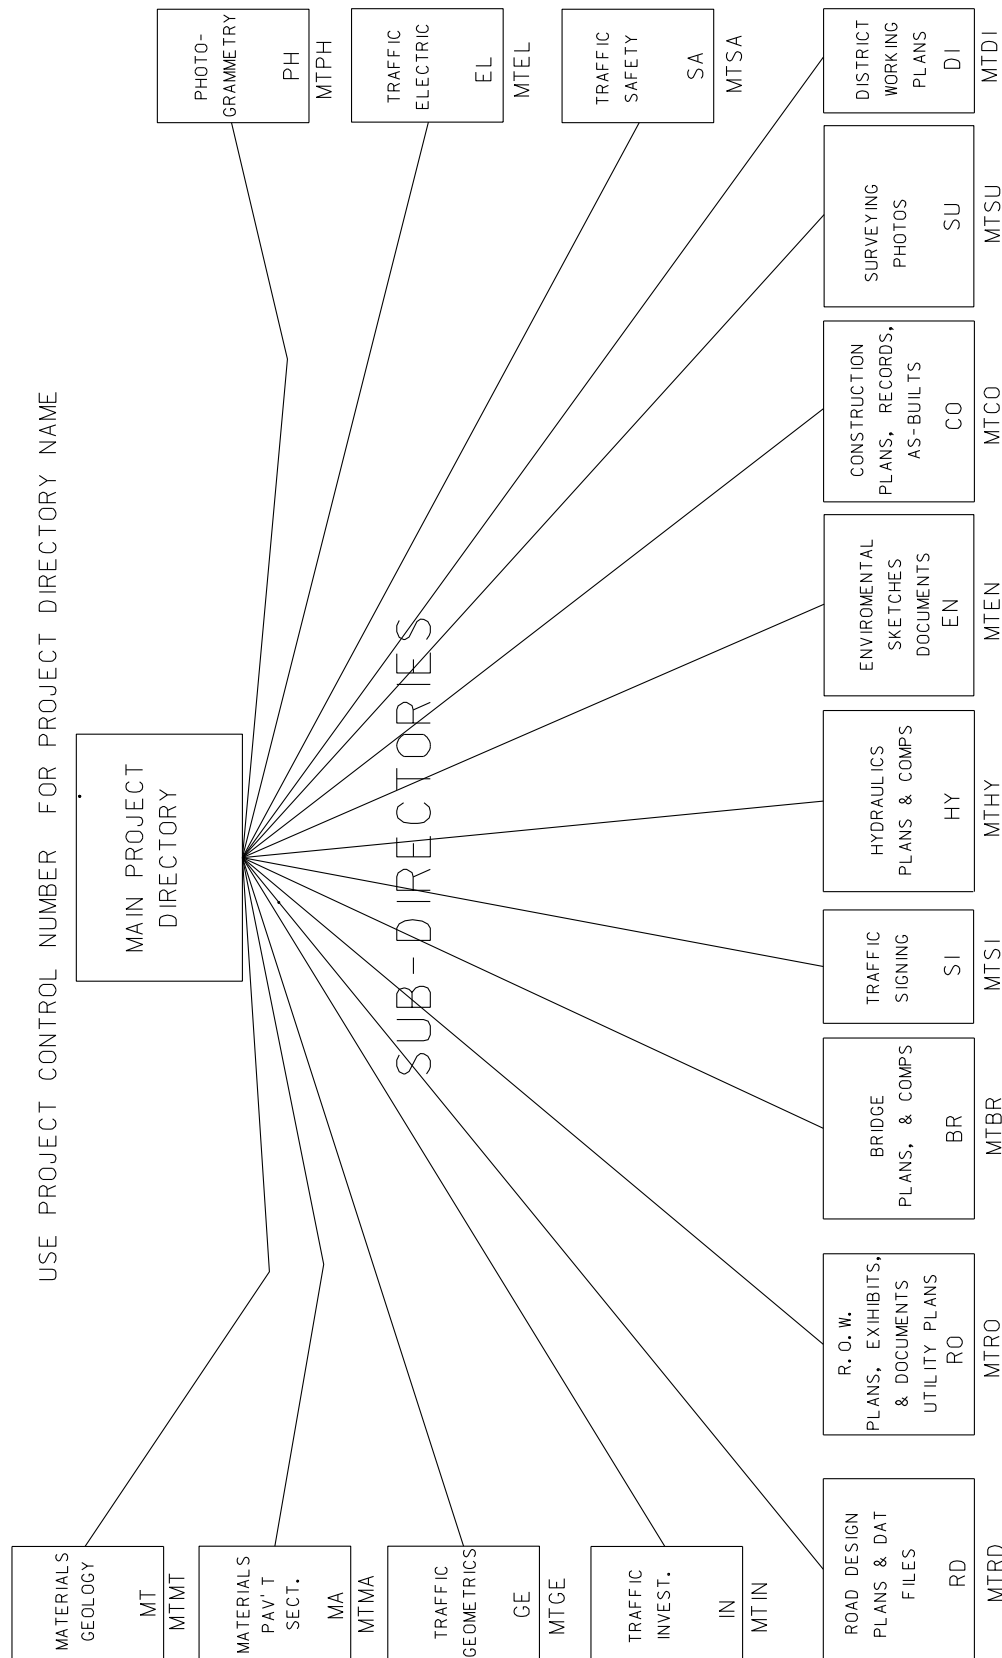 USE PROJECT CONTROL NUMBER FOR PROJECT DIRECTORY NAME
MAIN PROJECT
DIRECTORY
SUB-DIRECTORIES
MATERIALS
GEOLOGY
MT
MTMT
MATERIALS
PAV'T
SECT.
MA
MTMA
TRAFFIC
GEOMETRICS
GE
MTGE
TRAFFIC
INVEST.
IN
MTIN
ROAD DESIGN
PLANS & DAT
FILES
RD
MTRD
R.O.W.
PLANS, EXHIBITS,
& DOCUMENTS
UTILITY PLANS
RO
MTRO
BRIDGE
PLANS, & COMPS
BR
MTBR
TRAFFIC
SIGNING
SI
MTSI
HYDRAULICS
PLANS & COMPS
HY
MTHY
ENVIROMENTAL
SKETCHES
DOCUMENTS
EN
MTEN
CONSTRUCTION
PLANS, RECORDS,
AS-BUILTS
CO
MTCO
SURVEYING
PHOTOS
SU
MTSU
DISTRICT
WORKING
PLANS
DI
MTDI
TRAFFIC
SAFETY
SA
MTSA
TRAFFIC
ELECTRIC
EL
MTEL
PHOTO-
GRAMMETRY
PH
MTPH